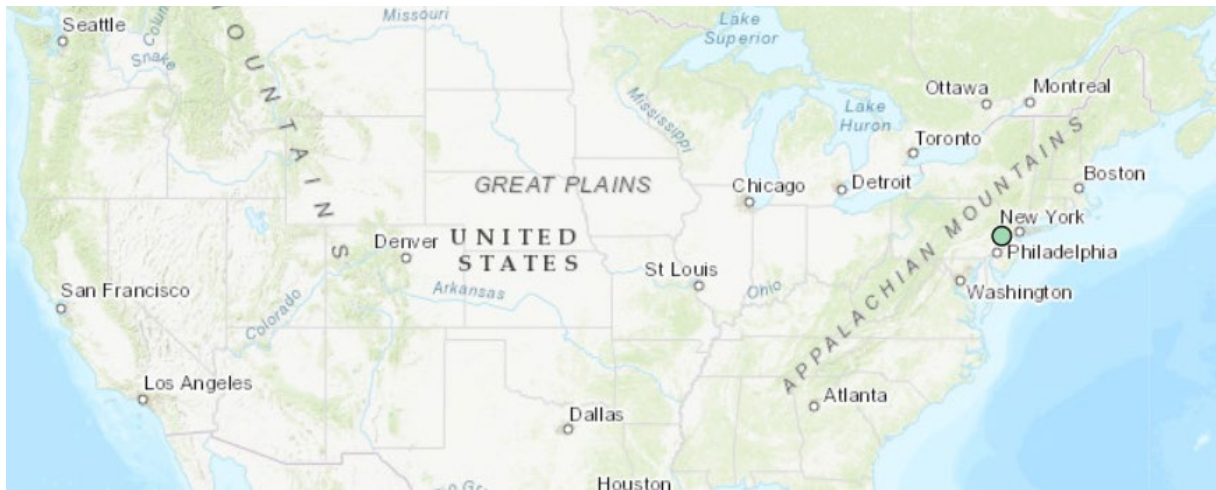 Seattle
Columbia
Snake
Missouri
MOUNTAINS
Lake
Superior
Mississippi
Ottawa
Montreal
Lake
Huron
Toronto
GREAT PLAINS
Chicago
Detroit
Boston
APPALACHIAN MOUNTAINS
New York
Denver
UNITED
STATES
Philadelphia
St Louis
San Francisco
Colorado
Arkansas
Ohio
Washington
Los Angeles
Atlanta
Dallas
Houston